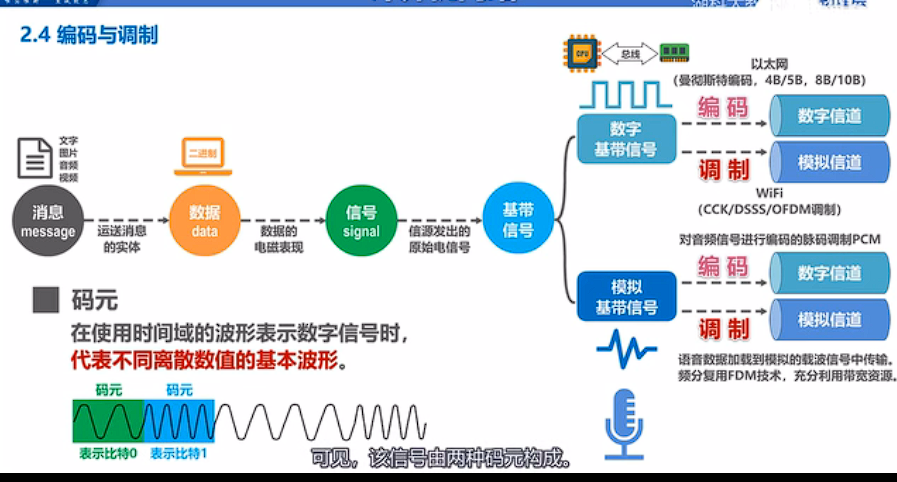 2.4 编码与调制
CPU
总线
以太网
(曼彻斯特编码，4B/5B，8B/10B)
文字
图片
音频
视频
二进制
消息
message
运送消息
的实体
数据
data
数据的
电磁表现
信号
signal
信源发出的
原始电信号
基带
信号
数字
基带信号
编码
数字信道
调制
模拟信道
WiFi
(CCK/DSSS/OFDM调制)
对音频信号进行编码的脉码调制PCM
模拟
基带信号
编码
数字信道
调制
模拟信道
语音数据加载到模拟的载波信号中传输。
频分复用FDM技术，充分利用带宽资源。
码元
在使用时间域的波形表示数字信号时，
代表不同离散数值的基本波形。
码元
码元
表示比特0
表示比特1
可见，该信号由两种码元构成。